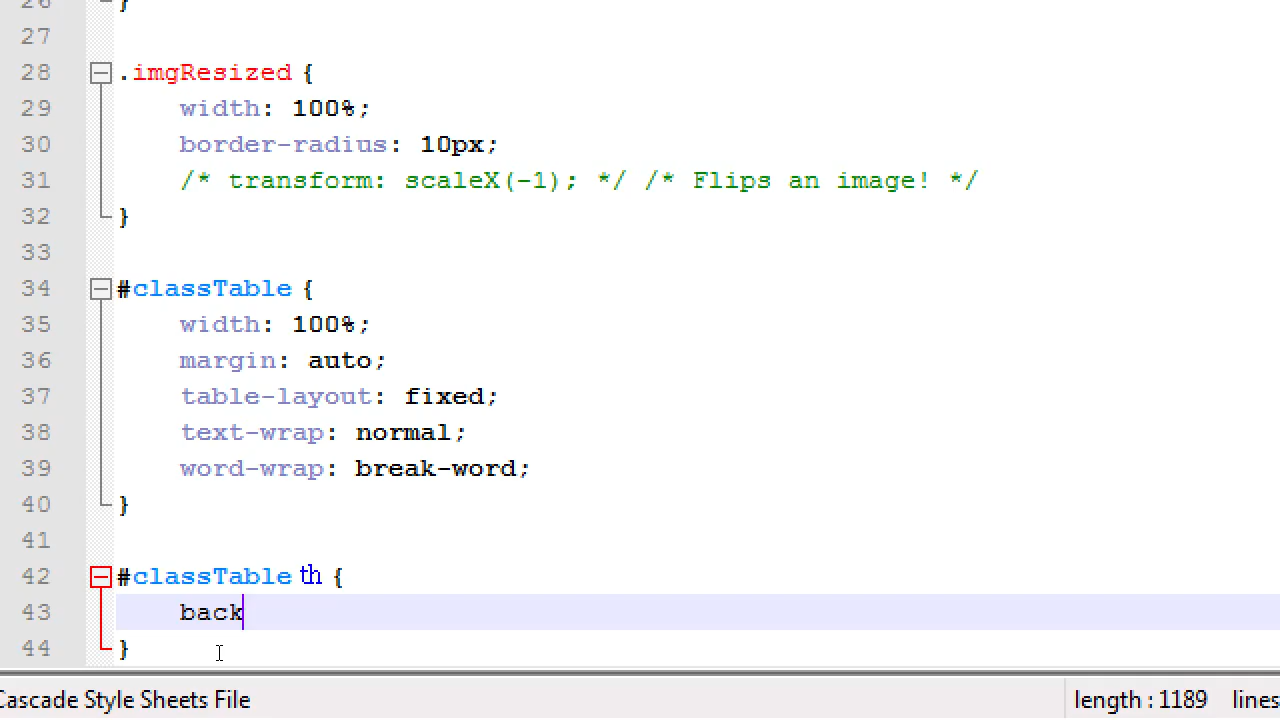 26 }
27
28 .imgResized {
29 width: 100%;
30 border-radius: 10px;
31 /* transform: scaleX(-1); */ /* Flips an image! */
32 }
33
34 #classTable {
35 width: 100%;
36 margin: auto;
37 table-layout: fixed;
38 text-wrap: normal;
39 word-wrap: break-word;
40 }
41
42 #classTable th {
43 back
44 }
Cascade Style Sheets File length : 1189 lines